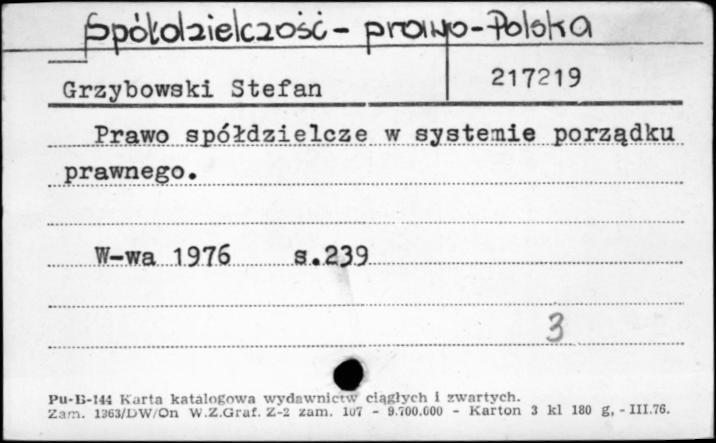 Spółdzielczość - prawo - Polska
Grzybowski Stefan 217219
Prawo spółdzielcze w systemie porządku
prawnego.
W-wa 1976 s.239
3
Pu-B-144 Karta katalogowa wydawnictw ciągłych i zwartych.
Zam. 1363/DW/On W.Z.Graf. Z-2 zam. 107 - 9.700.000 - Karton 3 kl 180 g, - III.76.